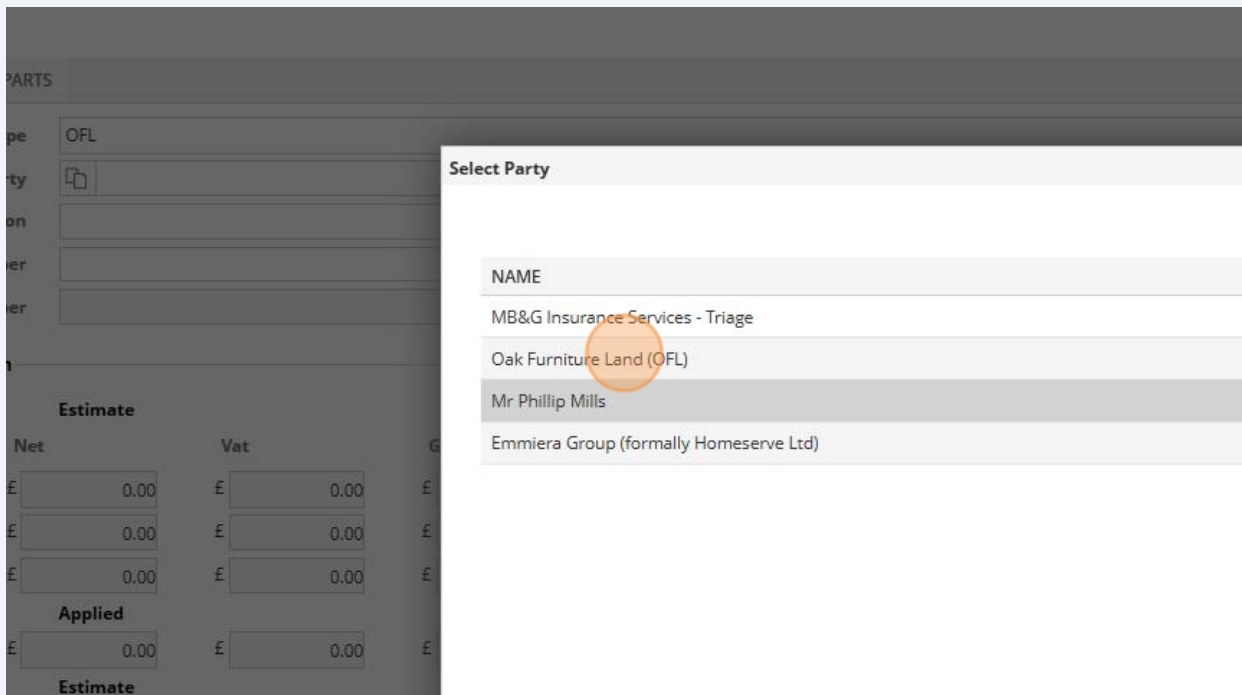 PARTS
pe OFL
rty
on
er
er
n
Estimate
Net Vat G
£ 0.00 £ 0.00 £
£ 0.00 £ 0.00 £
£ 0.00 £ 0.00 £
Applied
£ 0.00 £ 0.00 £
Estimate
Select Party
NAME
MB&G Insurance Services - Triage
Oak Furniture Land (OFL)
Mr Phillip Mills
Emmiera Group (formally Homeserve Ltd)